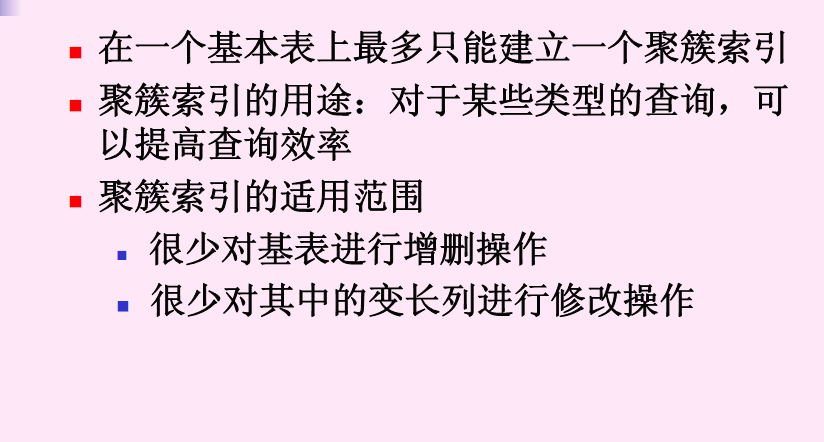 在一个基本表上最多只能建立一个聚簇索引
聚簇索引的用途：对于某些类型的查询，可
以提高查询效率
聚簇索引的适用范围
很少对基表进行增删操作
很少对其中的变长列进行修改操作